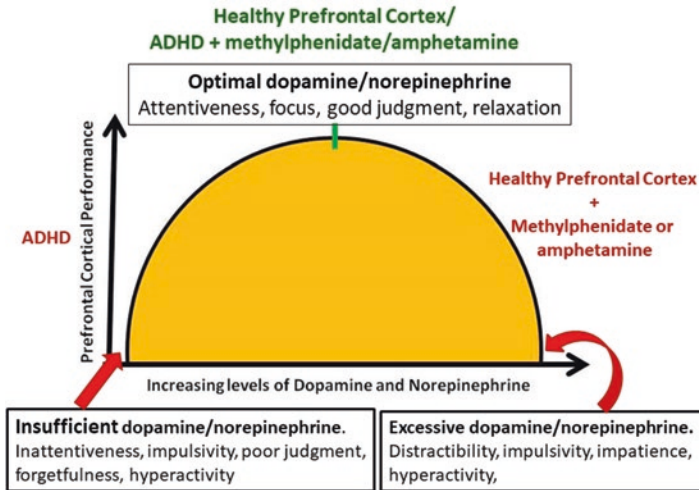 Healthy Prefrontal Cortex/
ADHD + methylphenidate/amphetamine
Optimal dopamine/norepinephrine
Attentiveness, focus, good judgment, relaxation
Prefrontal Cortical Performance
ADHD
Healthy Prefrontal Cortex
+
Methylphenidate or
amphetamine
Increasing levels of Dopamine and Norepinephrine
Insufficient dopamine/norepinephrine.
Inattentiveness, impulsivity, poor judgment,
forgetfulness, hyperactivity
Excessive dopamine/norepinephrine.
Distractibility, impulsivity, impatience,
hyperactivity,